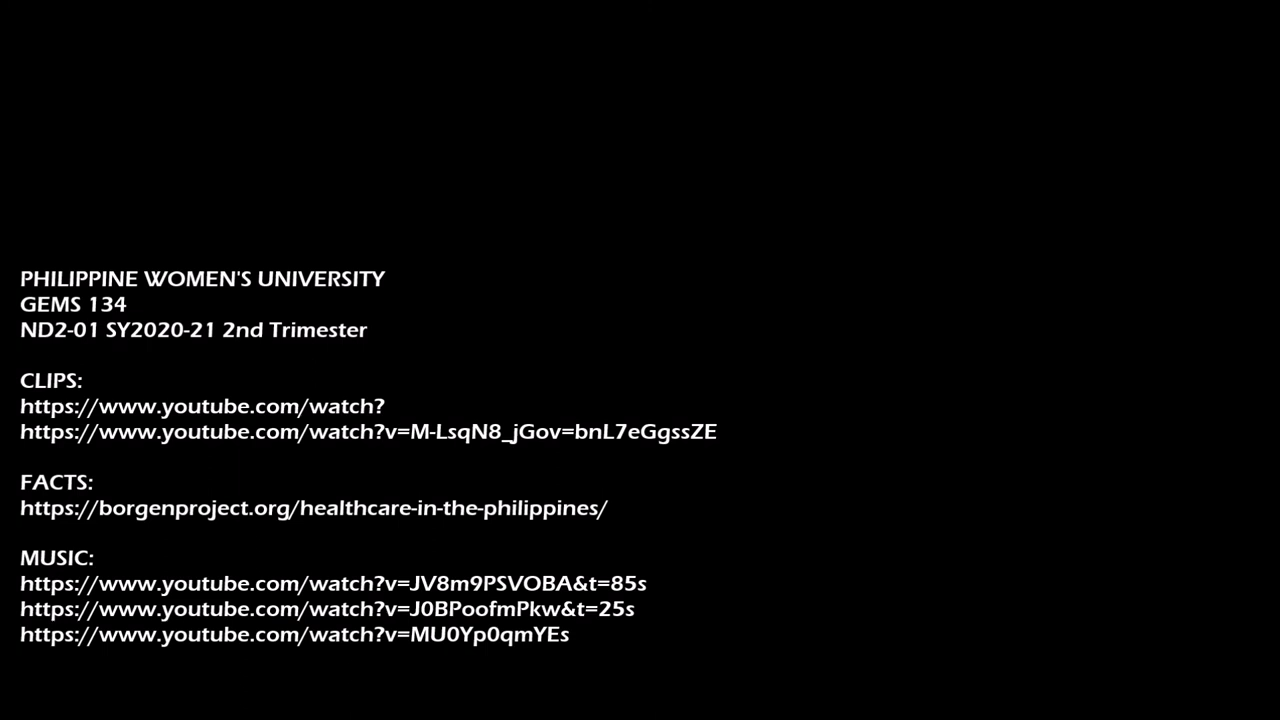 PHILIPPINE WOMEN'S UNIVERSITY
GEMS 134
ND2-01 SY2020-21 2nd Trimester
CLIPS:
https://www.youtube.com/watch?
https://www.youtube.com/watch?v=M-LsqN8_jGov=bnL7eGgssZE
FACTS:
https://borgenproject.org/healthcare-in-the-philippines/
MUSIC:
https://www.youtube.com/watch?v=JV8m9PSVOBA&t=85s
https://www.youtube.com/watch?v=J0BPoofmPkw&t=25s
https://www.youtube.com/watch?v=MU0Yp0qmYEs